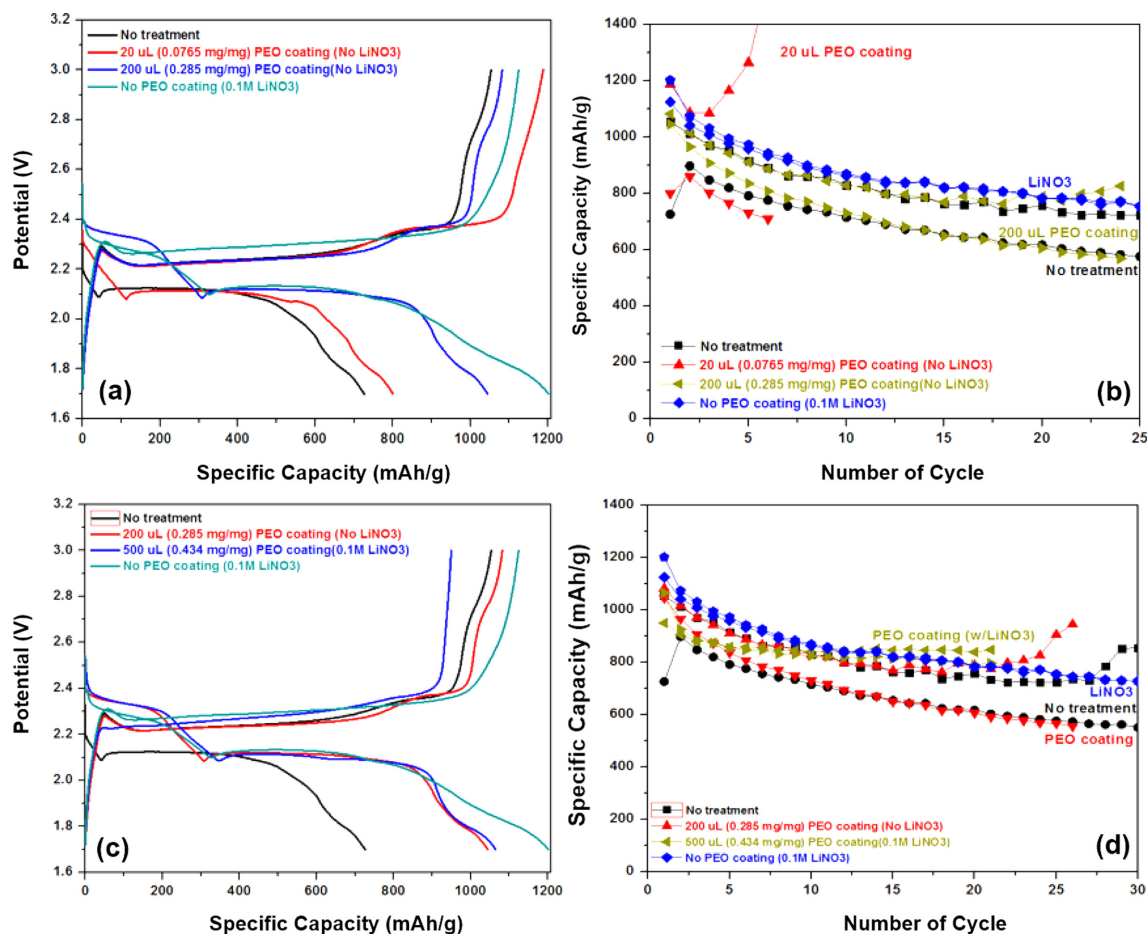 3.2
3.0
2.8
2.6
2.4
2.2
2.0
1.8
1.6
Potential (V)
No treatment
20 uL (0.0765 mg/mg) PEO coating (No LiNO3)
200 uL (0.285 mg/mg) PEO coating(No LiNO3)
No PEO coating (0.1M LiNO3)
(a)
0 200 400 600 800 1000 1200
Specific Capacity (mAh/g)
1400
1200
1000
800
600
400
200
0
Specific Capacity (mAh/g)
20 uL PEO coating
LiNO3
200 uL PEO coating
No treatment
No treatment
20 uL (0.0765 mg/mg) PEO coating (No LiNO3)
200 uL (0.285 mg/mg) PEO coating(No LiNO3)
No PEO coating (0.1M LiNO3)
(b)
0 5 10 15 20 25
Number of Cycle
3.2
3.0
2.8
2.6
2.4
2.2
2.0
1.8
1.6
Potential (V)
No treatment
200 uL (0.285 mg/mg) PEO coating (No LiNO3)
500 uL (0.434 mg/mg) PEO coating(0.1M LiNO3)
No PEO coating (0.1M LiNO3)
(c)
0 200 400 600 800 1000 1200
Specific Capacity (mAh/g)
1400
1200
1000
800
600
400
200
0
Specific Capacity (mAh/g)
PEO coating (w/LiNO3)
LiNO3
No treatment
PEO coating
No treatment
200 uL (0.285 mg/mg) PEO coating (No LiNO3)
500 uL (0.434 mg/mg) PEO coating(0.1M LiNO3)
No PEO coating (0.1M LiNO3)
(d)
0 5 10 15 20 25 30
Number of Cycle